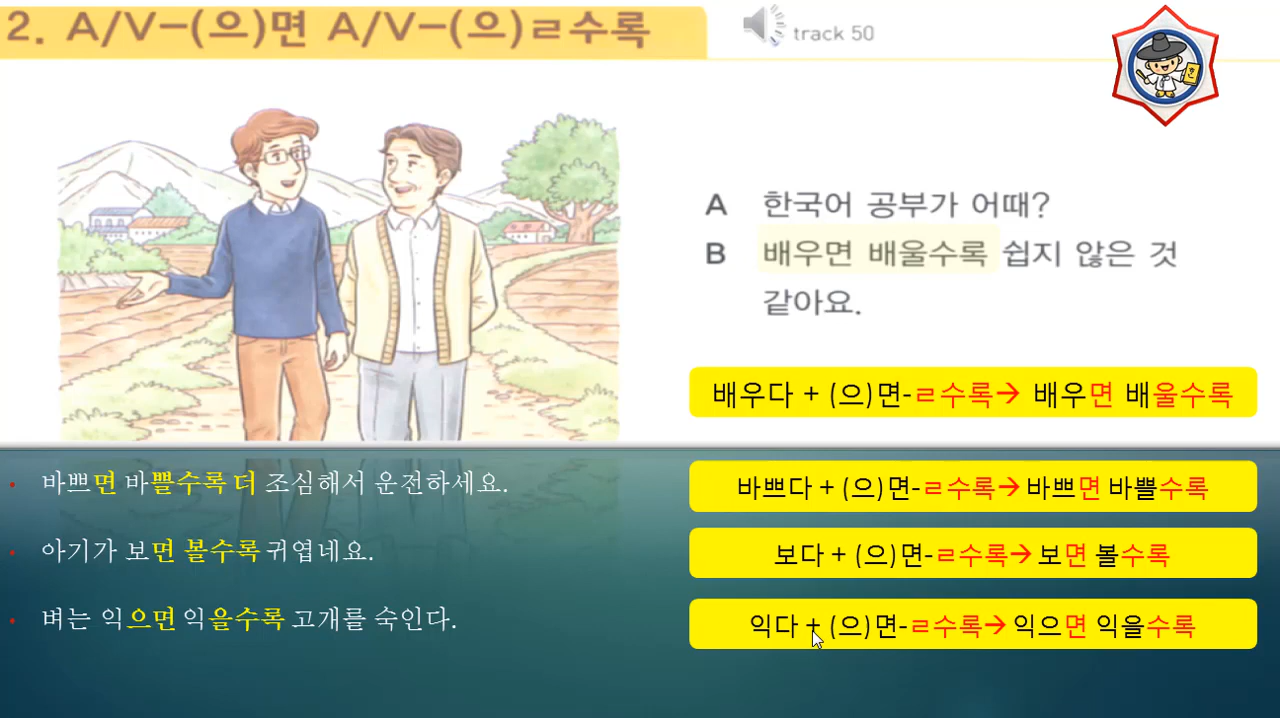 2. A/V-(으)면 A/V-(으)ㄹ수록
track 50
A 한국어 공부가 어때?
B 배우면 배울수록 쉽지 않은 것
같아요.
배우다 + (으)면-ㄹ수록→ 배우면 배울수록
바쁘면 바쁠수록 더 조심해서 운전하세요.
바쁘다 + (으)면-ㄹ수록→ 바쁘면 바쁠수록
아기가 보면 볼수록 귀엽네요.
보다 + (으)면-ㄹ수록→ 보면 볼수록
벼는 익으면 익을수록 고개를 숙인다.
익다 + (으)면-ㄹ수록→ 익으면 익을수록